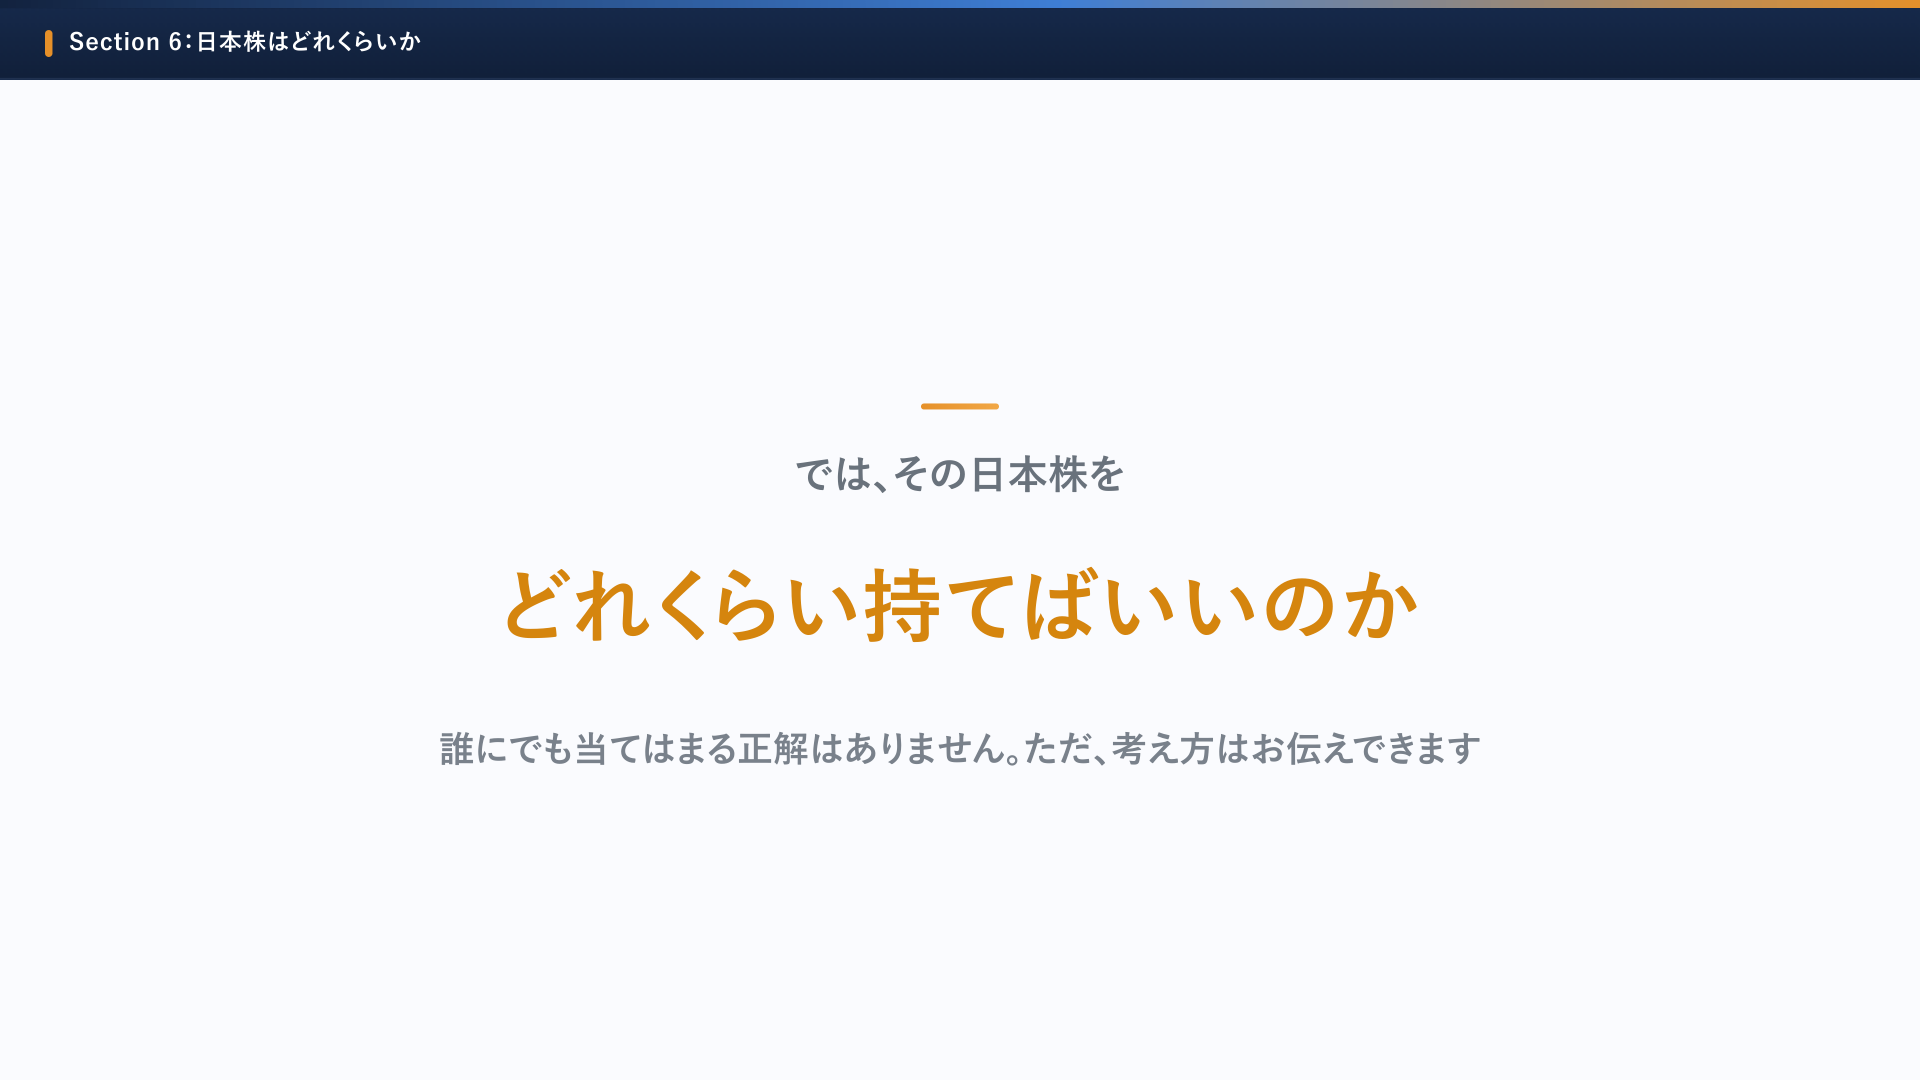 Section 6：日本株はどれくらいか
では、その日本株を
どれくらい持てばいいのか
誰にでも当てはまる正解はありません。ただ、考え方はお伝えできます